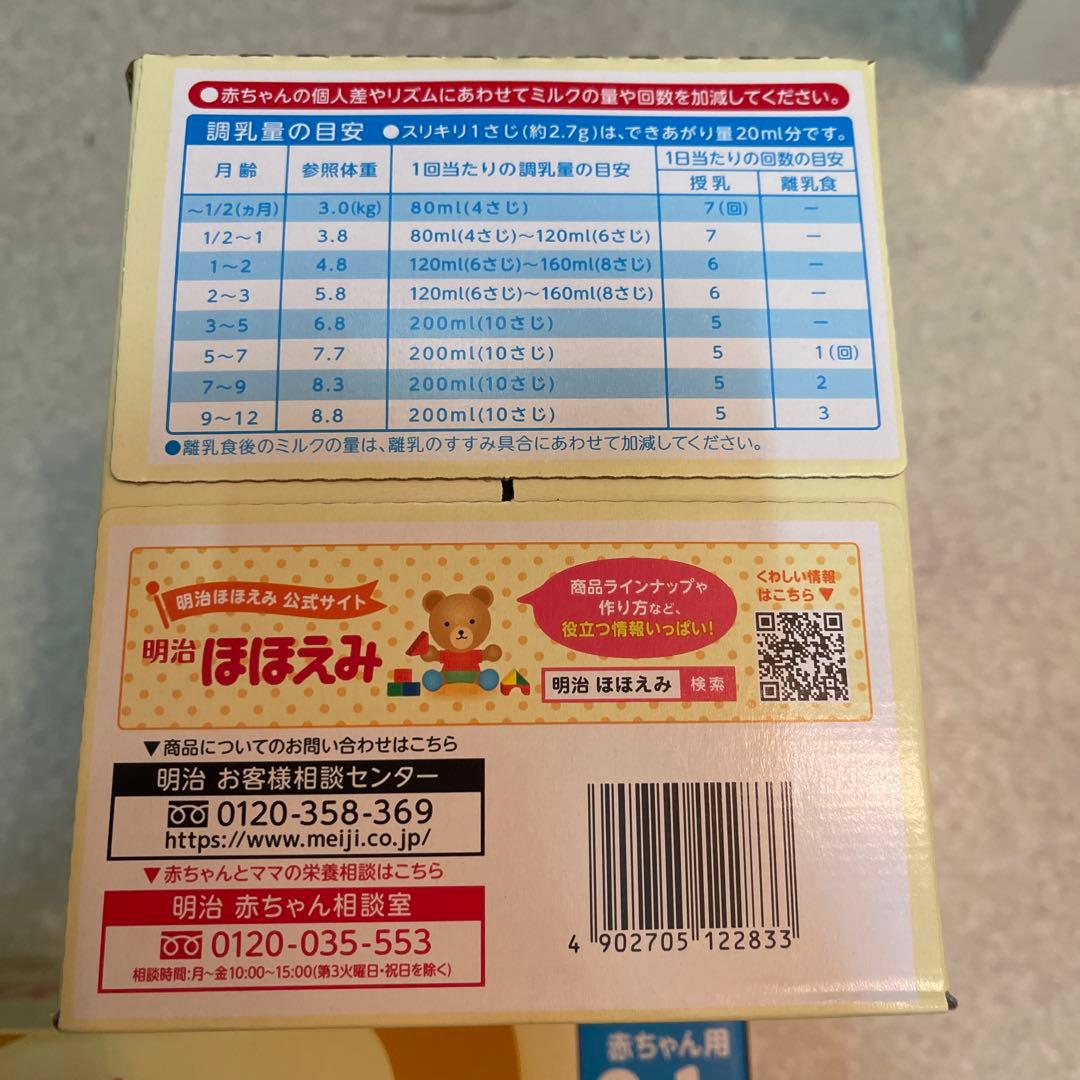 ●赤ちゃんの個人差やリズムにあわせてミルクの量や回数を加減してください。
調乳量の目安 ●スリキリ1さじ(約2.7g)は、できあがり量20ml分です。
月齢 参照体重 1回当たりの調乳量の目安 1日当たりの回数の目安
授乳 離乳食
~1/2(ヵ月) 3.0(kg) 80ml(4さじ) 7(回) ー
1/2~1 3.8 80ml(4さじ)~120ml(6さじ) 7 ー
1~2 4.8 120ml(6さじ)~160ml(8さじ) 6 ー
2~3 5.8 120ml(6さじ)~160ml(8さじ) 6 ー
3~5 6.8 200ml(10さじ) 5 ー
5~7 7.7 200ml(10さじ) 5 1(回)
7~9 8.3 200ml(10さじ) 5 2
9~12 8.8 200ml(10さじ) 5 3
●離乳食後のミルクの量は、離乳のすすみ具合にあわせて加減してください。
明治ほほえみ 公式サイト
明治 ほほえみ
商品ラインナップや
作り方など、
役立つ情報いっぱい!
明治 ほほえみ 検索
くわしい情報
はこちら▼
▼商品についてのお問い合わせはこちら
明治 お客様相談センター
0120-358-369
https://www.meiji.co.jp/
▼赤ちゃんとママの栄養相談はこちら
明治 赤ちゃん相談室
0120-035-553
相談時間:月~金10:00~15:00(第3火曜日・祝日を除く)
4 902705 122833
赤ちゃん用